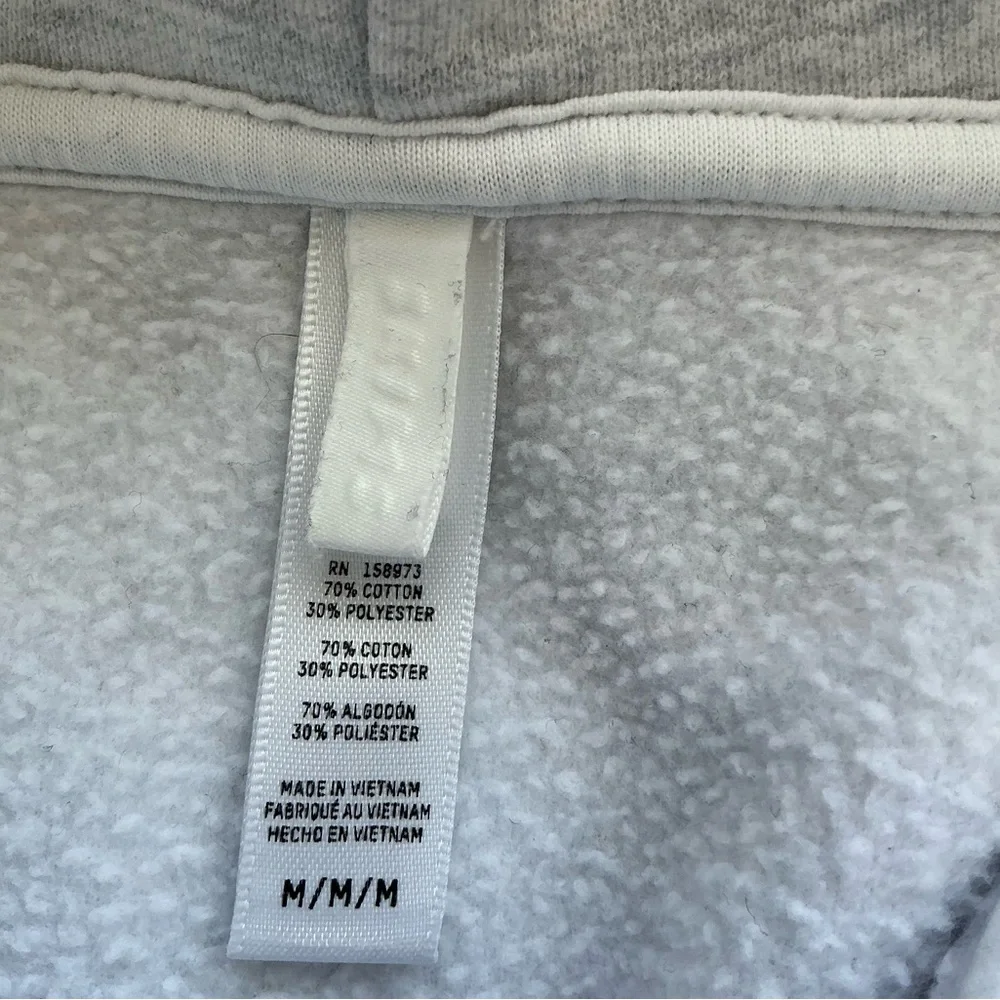 RN 158973
70% COTTON
30% POLYESTER
70% COTON
30% POLYESTER
70% ALGODÓN
30% POLIÉSTER
MADE IN VIETNAM
FABRIQUÉ AU VIETNAM
HECHO EN VIETNAM
M/M/M